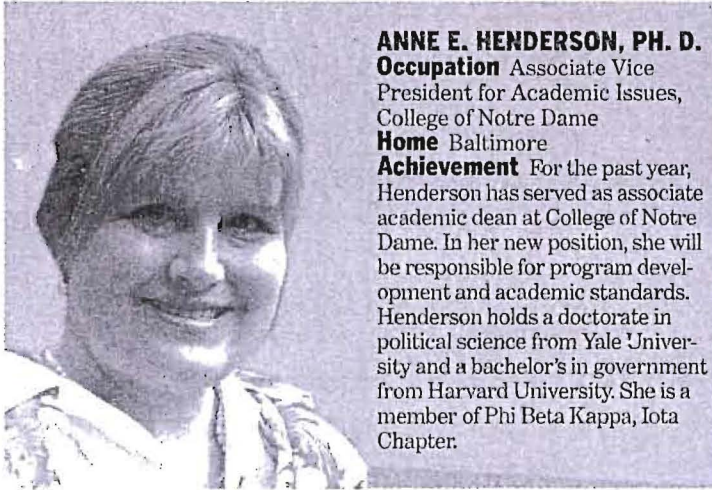 ANNE E. HENDERSON, PH. D.
Occupation Associate Vice
President for Academic Issues,
College of Notre Dame
Home Baltimore
Achievement For the past year,
Henderson has served as associate
academic dean at College of Notre
Dame. In her new position, she will
be responsible for program devel-
opment and academic standards.
Henderson holds a doctorate in
political science from Yale Univer-
sity and a bachelor's in government
from Harvard University. She is a
member of Phi Beta Kappa, Iota
Chapter.